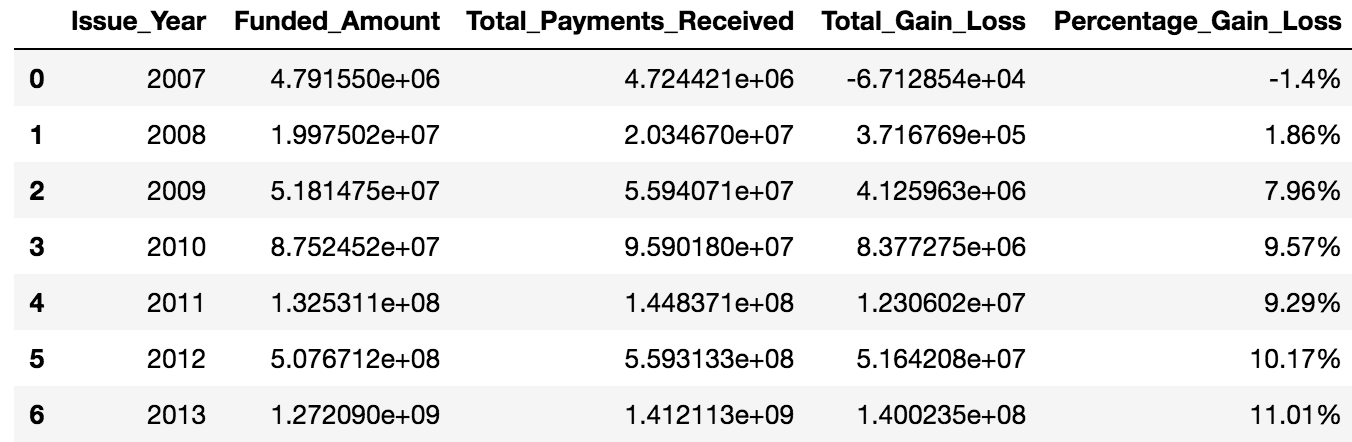 Issue_Year Funded_Amount Total_Payments_Received Total_Gain_Loss Percentage_Gain_Loss
0 2007 4.791550e+06 4.724421e+06 -6.712854e+04 -1.4%
1 2008 1.997502e+07 2.034670e+07 3.716769e+05 1.86%
2 2009 5.181475e+07 5.594071e+07 4.125963e+06 7.96%
3 2010 8.752452e+07 9.590180e+07 8.377275e+06 9.57%
4 2011 1.325311e+08 1.448371e+08 1.230602e+07 9.29%
5 2012 5.076712e+08 5.593133e+08 5.164208e+07 10.17%
6 2013 1.272090e+09 1.412113e+09 1.400235e+08 11.01%